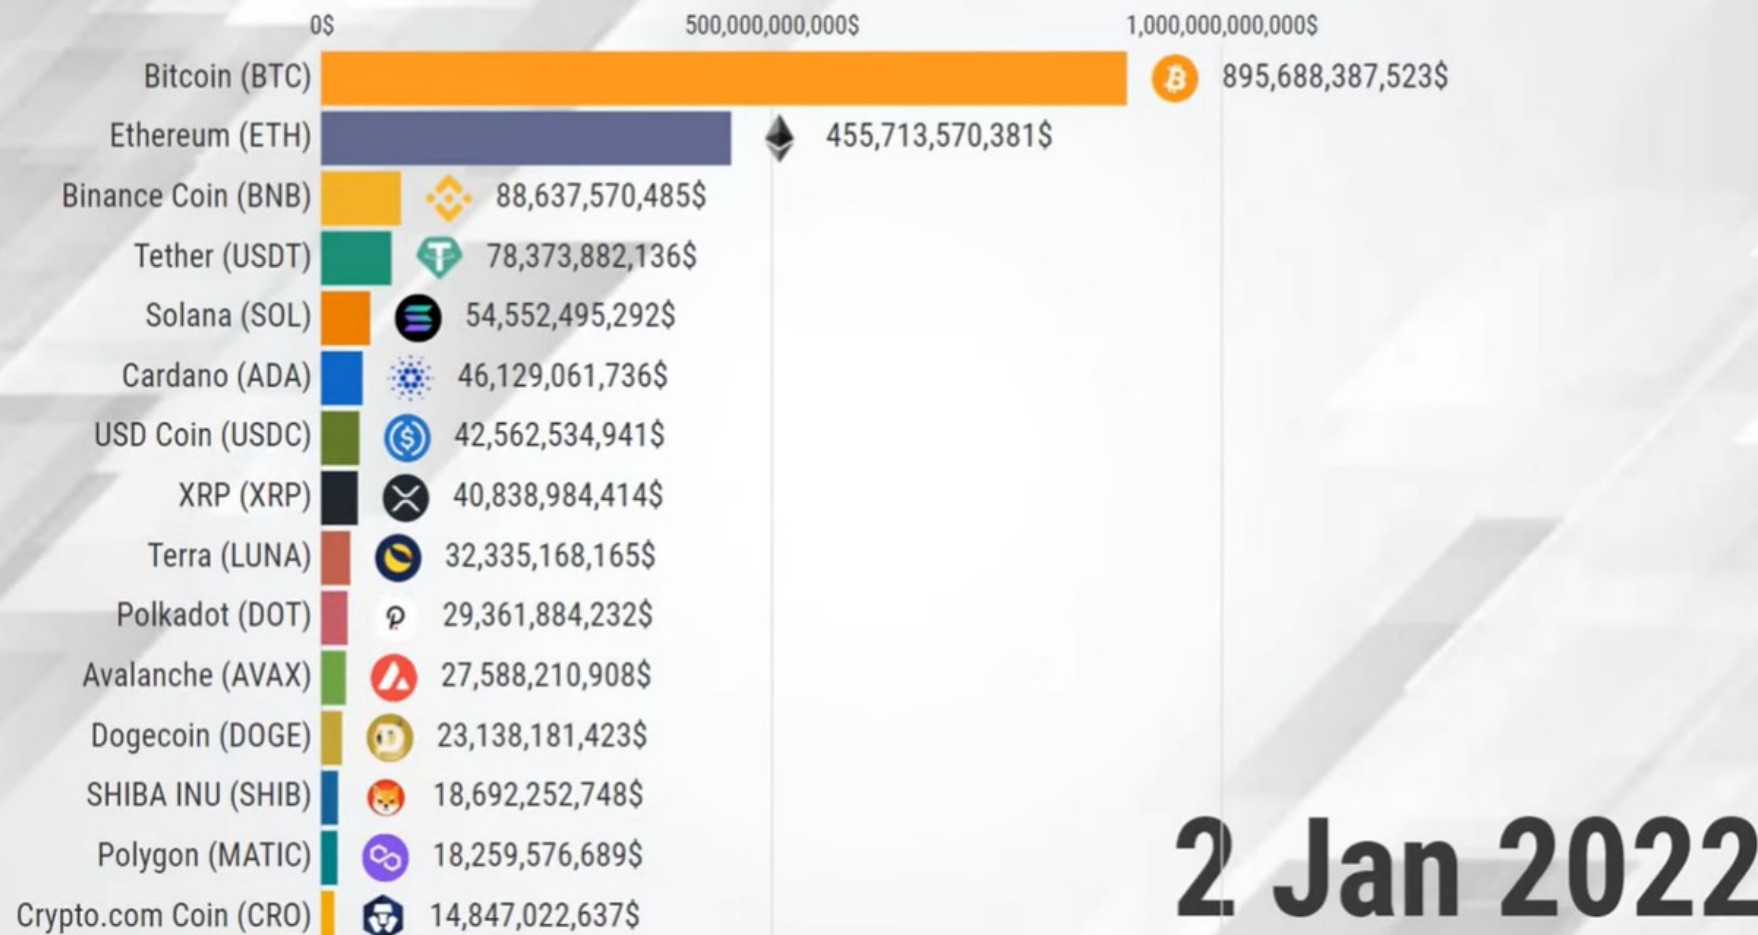 0$ 500,000,000,000$ 1,000,000,000,000$
Bitcoin (BTC) 895,688,387,523$
Ethereum (ETH) 455,713,570,381$
Binance Coin (BNB) 88,637,570,485$
Tether (USDT) 78,373,882,136$
Solana (SOL) 54,552,495,292$
Cardano (ADA) 46,129,061,736$
USD Coin (USDC) 42,562,534,941$
XRP (XRP) 40,838,984,414$
Terra (LUNA) 32,335,168,165$
Polkadot (DOT) 29,361,884,232$
Avalanche (AVAX) 27,588,210,908$
Dogecoin (DOGE) 23,138,181,423$
SHIBA INU (SHIB) 18,692,252,748$
Polygon (MATIC) 18,259,576,689$
Crypto.com Coin (CRO) 14,847,022,637$
2 Jan 2022